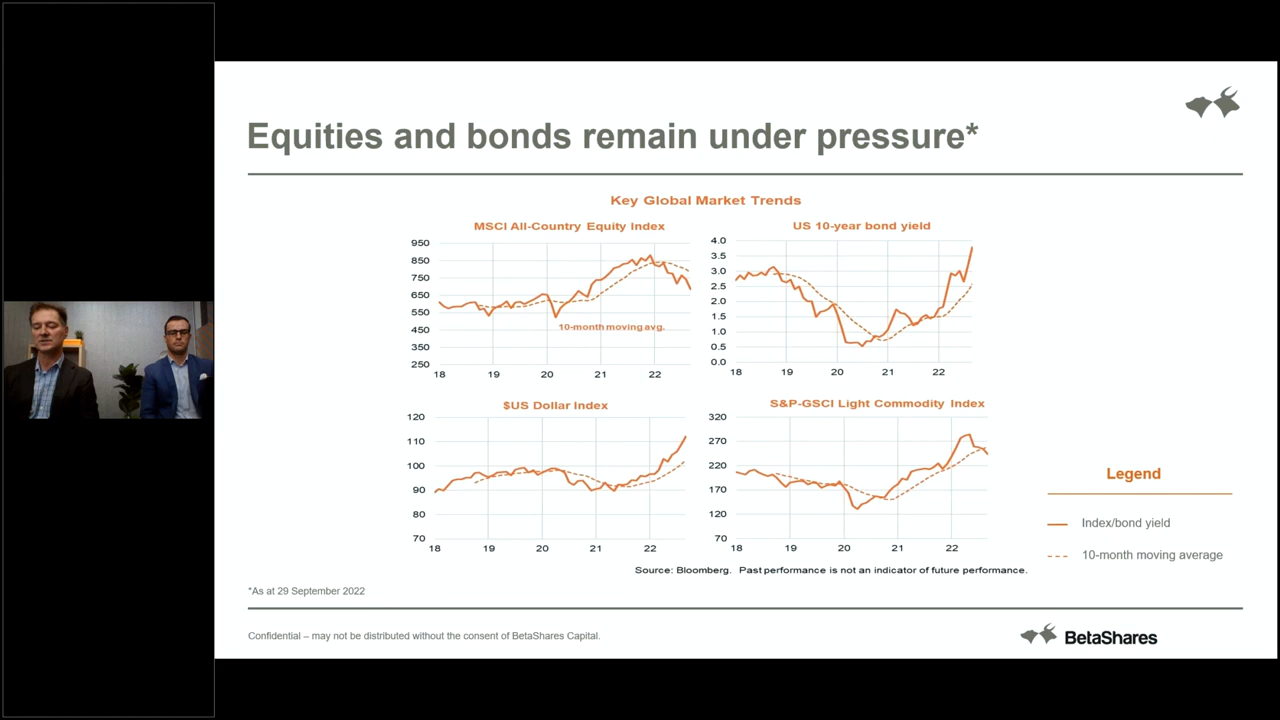 Equities and bonds remain under pressure*
Key Global Market Trends
MSCI All-Country Equity Index
950
850
750
650
550
450
350
250
10-month moving avg.
18 19 20 21 22
US 10-year bond yield
4.0
3.5
3.0
2.5
2.0
1.5
1.0
0.5
0.0
18 19 20 21 22
$US Dollar Index
120
110
100
90
80
70
18 19 20 21 22
S&P-GSCI Light Commodity Index
320
270
220
170
120
70
18 19 20 21 22
Legend
Index/bond yield
10-month moving average
Source: Bloomberg. Past performance is not an indicator of future performance.
*As at 29 September 2022
Confidential – may not be distributed without the consent of BetaShares Capital.
BetaShares